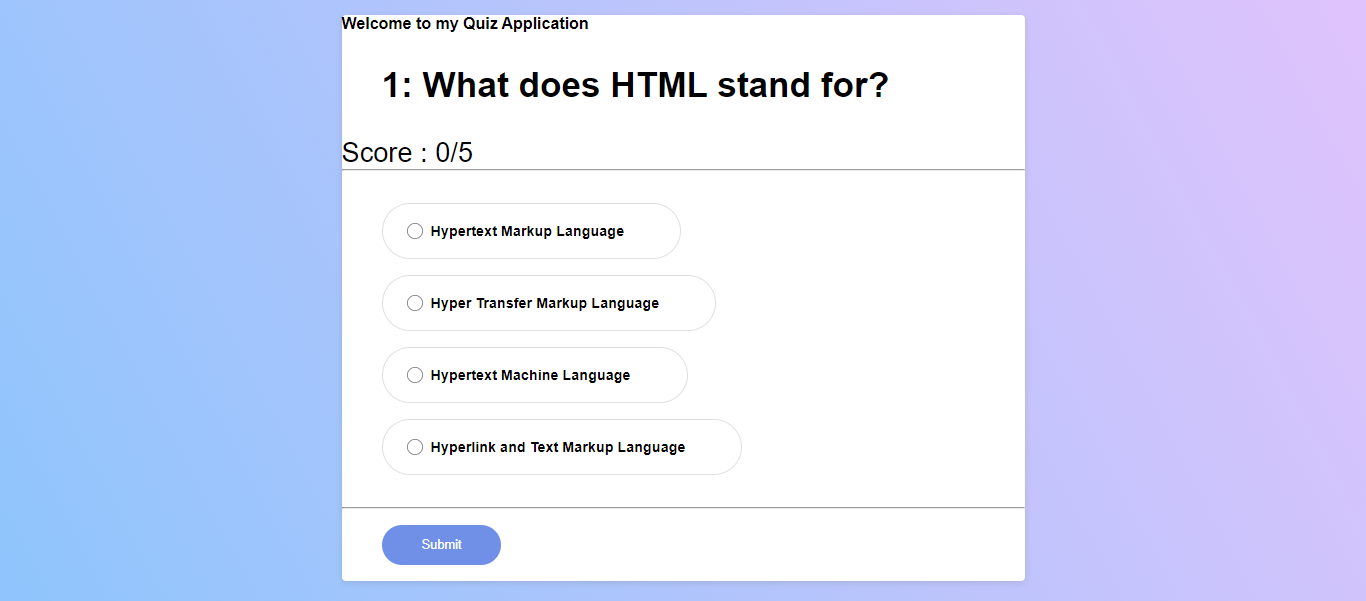 Welcome to my Quiz Application
1: What does HTML stand for?
Score : 0/5
Hypertext Markup Language
Hyper Transfer Markup Language
Hypertext Machine Language
Hyperlink and Text Markup Language
Submit